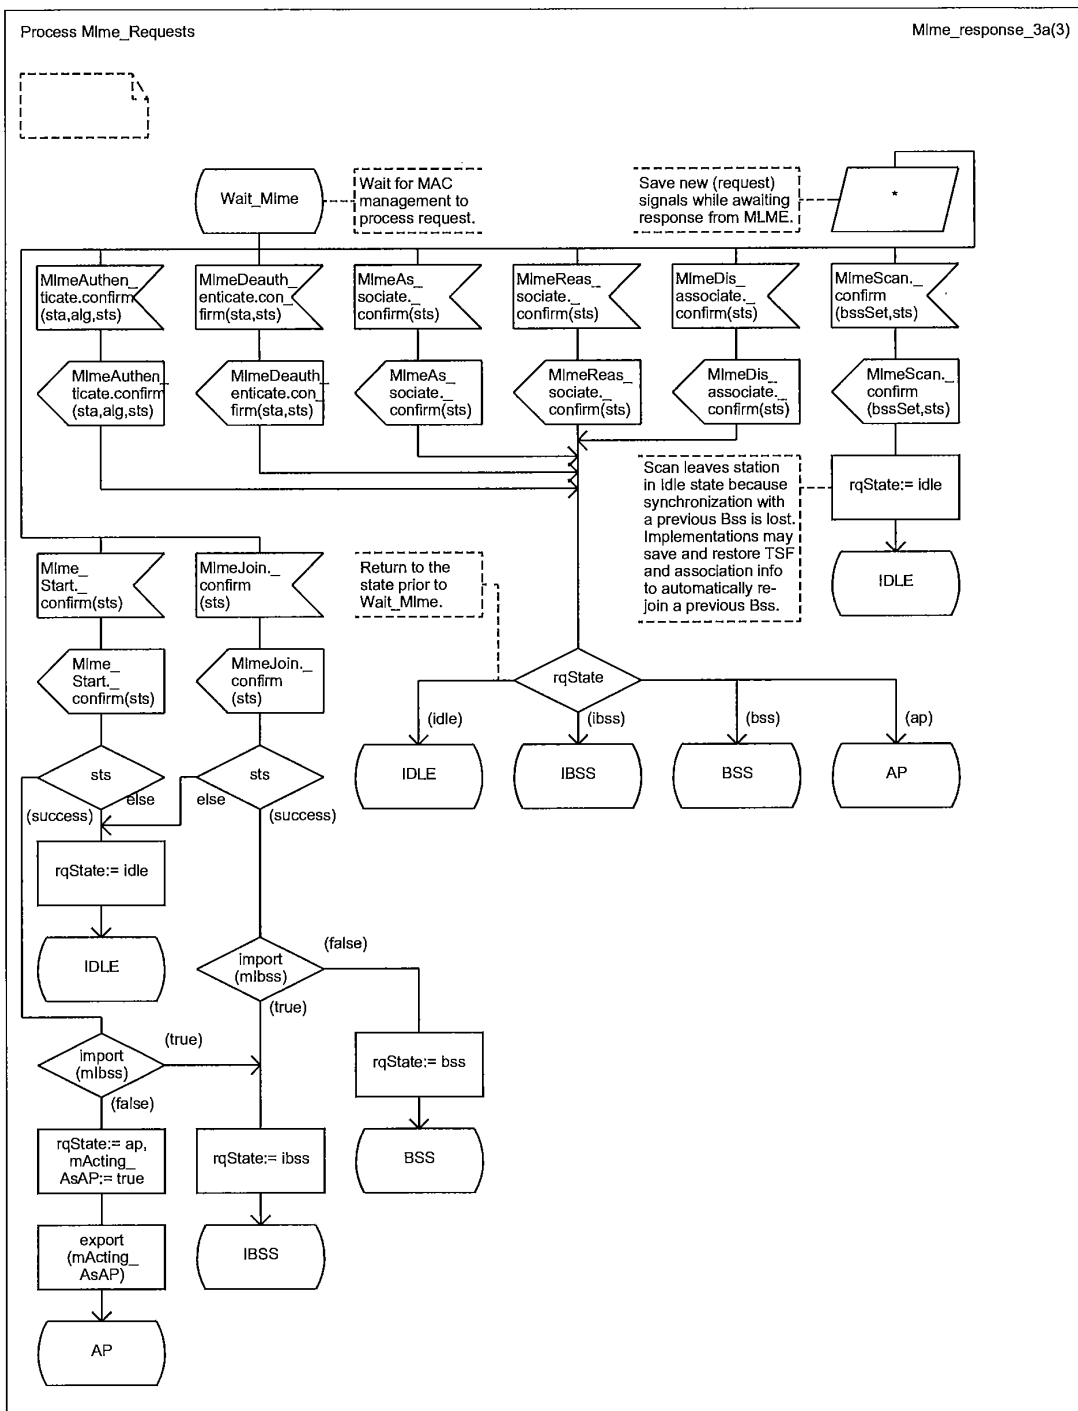 Process Mlme_Requests
Mlme_response_3a(3)
Wait_Mlme
Wait for MAC
management to
process request.
Save new (request)
signals while awaiting
response from MLME.
*
MlmeAuthen_
ticate.confirm
(sta,alg,sts)
MlmeDeauth_
enticate.con_
firm(sta,sts)
MlmeAs_
sociate._
confirm(sts)
MlmeReas_
sociate._
confirm(sts)
MlmeDis_
associate._
confirm(sts)
MlmeScan._
confirm
(bssSet,sts)
MlmeAuthen_
ticate.confirm
(sta,alg,sts)
MlmeDeauth_
enticate.con_
firm(sta,sts)
MlmeAs_
sociate._
confirm(sts)
MlmeReas_
sociate._
confirm(sts)
MlmeDis_
associate._
confirm(sts)
MlmeScan._
confirm
(bssSet,sts)
Scan leaves station
in Idle state because
synchronization with
a previous Bss is lost.
Implementations may
save and restore TSF
and association info
to automatically re-
join a previous Bss.
rqState:= idle
IDLE
Mlme_
Start._
confirm(sts)
MlmeJoin._
confirm
(sts)
Return to the
state prior to
Wait_Mlme.
Mlme_
Start._
confirm(sts)
MlmeJoin._
confirm
(sts)
rqState
(idle)
(ibss)
(bss)
(ap)
IDLE
IBSS
BSS
AP
sts
sts
else
else
(success)
(success)
rqState:= idle
IDLE
import
(mIbss)
(false)
(true)
import
(mIbss)
(true)
(false)
rqState:= bss
BSS
rqState:= ap,
mActing_
AsAP:= true
rqState:= ibss
export
(mActing_
AsAP)
IBSS
AP